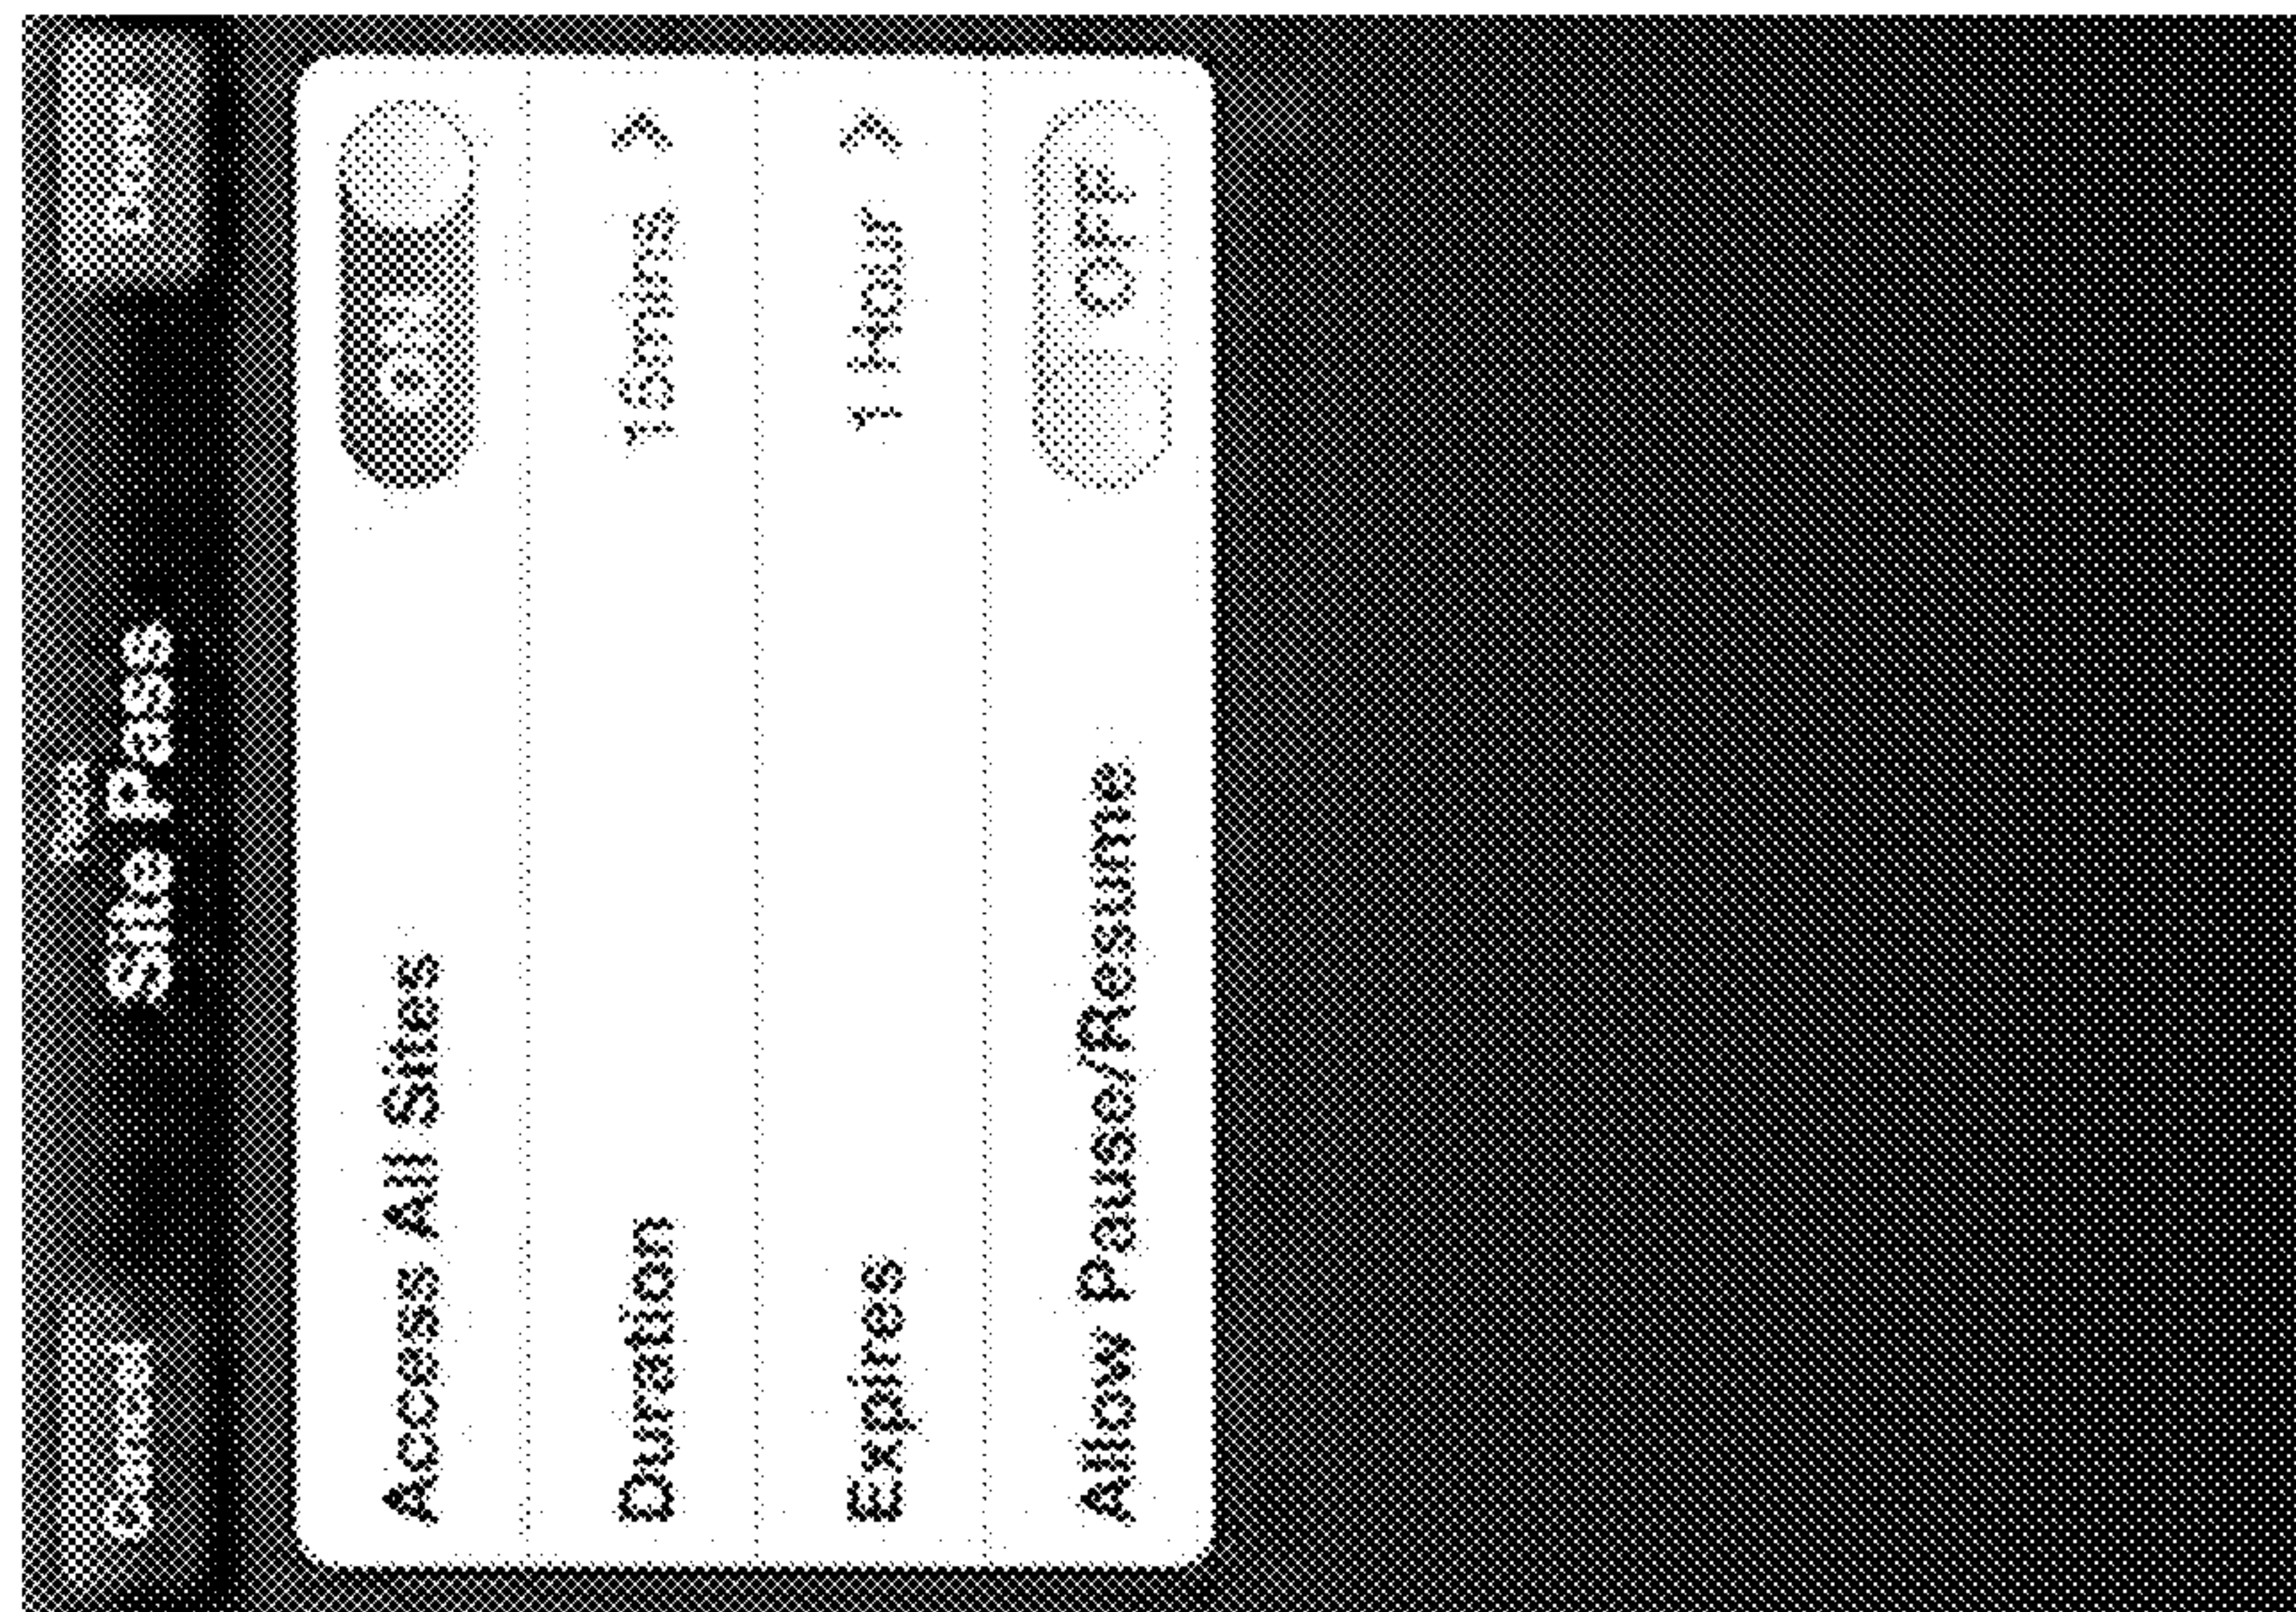 Cancel
Site Pass
Access All Sites ON
Duration 15mins >
Expires 1 Hour >
Allow Pause/Resume OFF